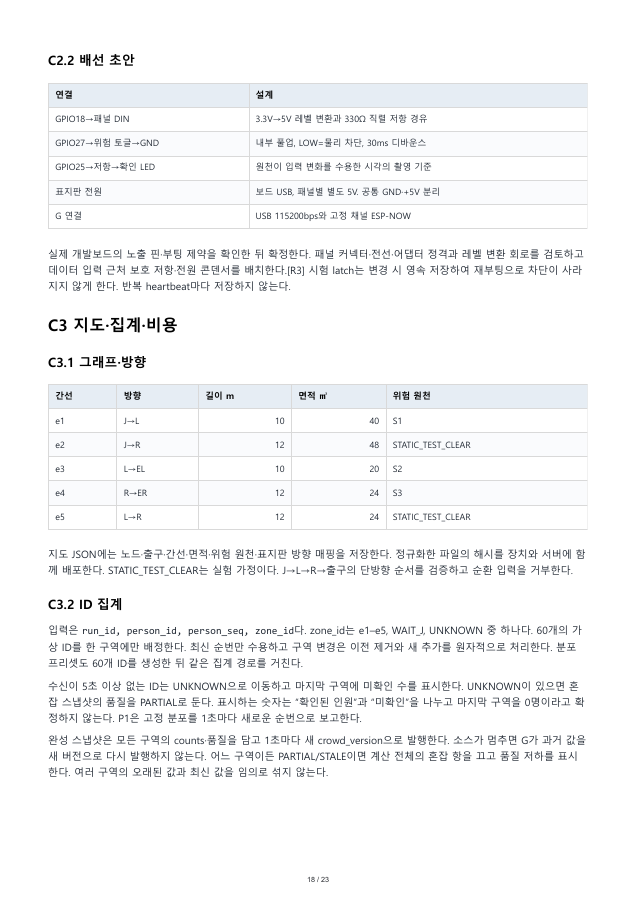 C2.2 배선 초안
연결 설계
GPIO18→패널 DIN 3.3V→5V 레벨 변환과 330Ω 직렬 저항 경유
GPIO27→위험 토글→GND 내부 풀업, LOW=물리 차단, 30ms 디바운스
GPIO25→저항→확인 LED 원천이 입력 변화를 수용한 시각의 촬영 기준
표지판 전원 보드 USB, 패널별 별도 5V. 공통 GND·+5V 분리
G 연결 USB 115200bps와 고정 채널 ESP-NOW
실제 개발보드의 노출 핀·부팅 제약을 확인한 뒤 확정한다. 패널 커넥터·전선·어댑터 정격과 레벨 변환 회로를 검토하고
데이터 입력 근처 보호 저항·전원 콘덴서를 배치한다.[R3] 시험 latch는 변경 시 영속 저장하여 재부팅으로 차단이 사라
지지 않게 한다. 반복 heartbeat마다 저장하지 않는다.
C3 지도·집계·비용
C3.1 그래프·방향
간선 방향 길이 m 면적 ㎡ 위험 원천
e1 J→L 10 40 S1
e2 J→R 12 48 STATIC_TEST_CLEAR
e3 L→EL 10 20 S2
e4 R→ER 12 24 S3
e5 L→R 12 24 STATIC_TEST_CLEAR
지도 JSON에는 노드·출구·간선·면적·위험 원천·표지판 방향 매핑을 저장한다. 정규화한 파일의 해시를 장치와 서버에 함
께 배포한다. STATIC_TEST_CLEAR는 실험 가정이다. J→L→R→출구의 단방향 순서를 검증하고 순환 입력을 거부한다.
C3.2 ID 집계
입력은 run_id, person_id, person_seq, zone_id다. zone_id는 e1–e5, WAIT_J, UNKNOWN 중 하나다. 60개의 가
상 ID를 한 구역에만 배정한다. 최신 순번만 수용하고 구역 변경은 이전 제거와 새 추가를 원자적으로 처리한다. 분포
프리셋도 60개 ID를 생성한 뒤 같은 집계 경로를 거친다.
수신이 5초 이상 없는 ID는 UNKNOWN으로 이동하고 마지막 구역에 미확인 수를 표시한다. UNKNOWN이 있으면 혼
잡 스냅샷의 품질을 PARTIAL로 둔다. 표시하는 숫자는 “확인된 인원”과 “미확인”을 나누고 마지막 구역을 0명이라고 확
정하지 않는다. P1은 고정 분포를 1초마다 새로운 순번으로 보고한다.
완성 스냅샷은 모든 구역의 counts·품질을 담고 1초마다 새 crowd_version으로 발행한다. 소스가 멈추면 G가 과거 값을
새 버전으로 다시 발행하지 않는다. 어느 구역이든 PARTIAL/STALE이면 계산 전체의 혼잡 항을 끄고 품질 저하를 표시
한다. 여러 구역의 오래된 값과 최신 값을 임의로 섞지 않는다.
18 / 23